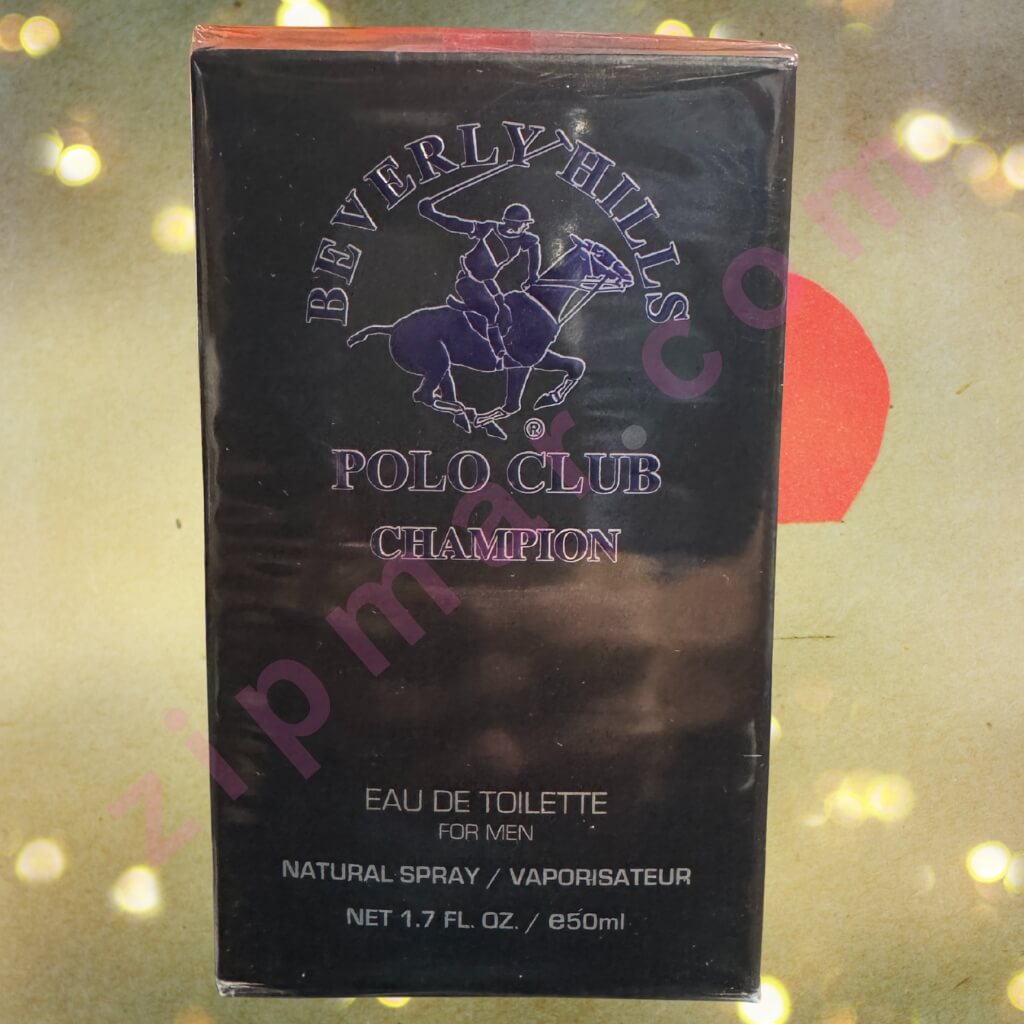 BEVERLY HILLS
®
POLO CLUB
CHAMPION
zipmar.com
EAU DE TOILETTE
FOR MEN
NATURAL SPRAY / VAPORISATEUR
NET 1.7 FL. OZ. / e50ml